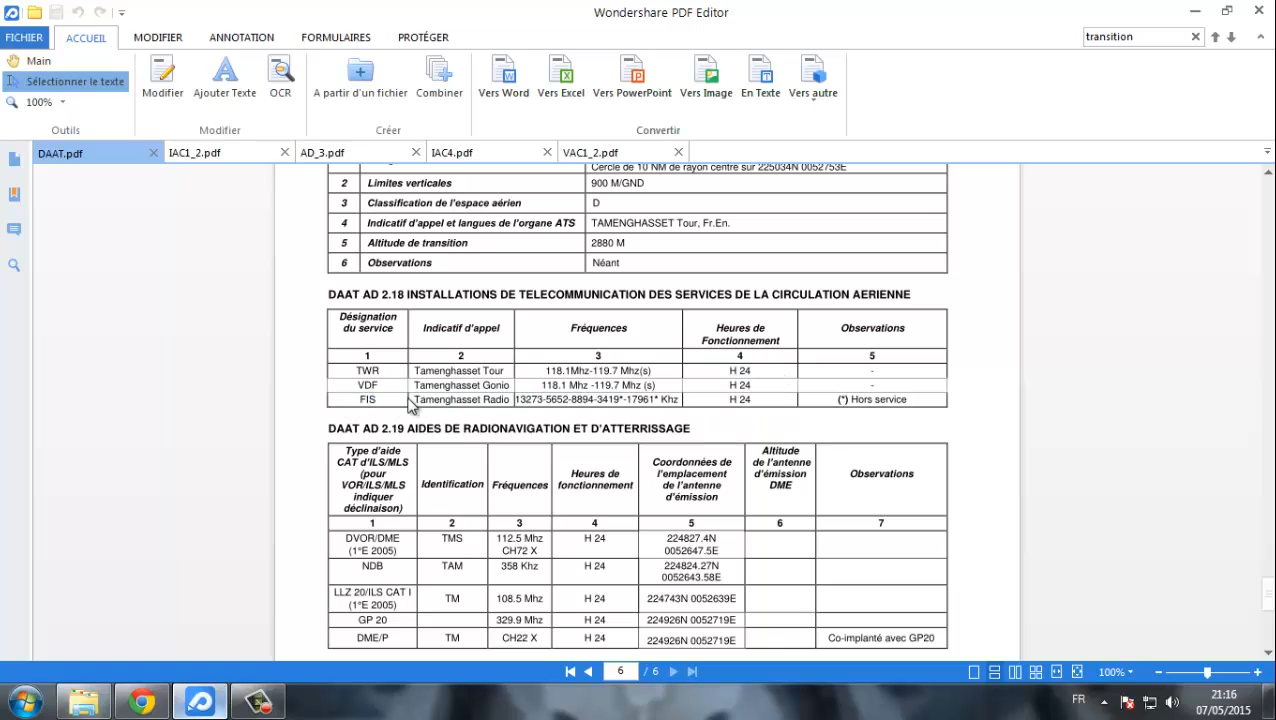 Wondershare PDF Editor
FICHIER ACCUEIL MODIFIER ANNOTATION FORMULAIRES PROTÉGER transition
Main
Sélectionner le texte
100%
Modifier Ajouter Texte OCR A partir d'un fichier Combiner Vers Word Vers Excel Vers PowerPoint Vers Image En Texte Vers autre
Outils Modifier Créer Convertir
DAAT.pdf IAC1_2.pdf AD_3.pdf IAC4.pdf VAC1_2.pdf
Cercle de 10 NM de rayon centré sur 225034N 0052753E
2 Limites verticales 900 M/GND
3 Classification de l'espace aérien D
4 Indicatif d'appel et langues de l'organe ATS TAMENGHASSET Tour, Fr.En.
5 Altitude de transition 2880 M
6 Observations Néant
DAAT AD 2.18 INSTALLATIONS DE TELECOMMUNICATION DES SERVICES DE LA CIRCULATION AERIENNE
Désignation du service Indicatif d'appel Fréquences Heures de Fonctionnement Observations
1 2 3 4 5
TWR Tamenghasset Tour 118.1Mhz-119.7 Mhz(s) H 24 -
VDF Tamenghasset Gonio 118.1 Mhz -119.7 Mhz (s) H 24 -
FIS Tamenghasset Radio 13273-5652-8894-3419*-17961* Khz H 24 (*) Hors service
DAAT AD 2.19 AIDES DE RADIONAVIGATION ET D'ATTERRISSAGE
Type d'aide CAT d'ILS/MLS (pour VOR/ILS/MLS indiquer déclinaison) Identification Fréquences Heures de fonctionnement Coordonnées de l'emplacement de l'antenne d'émission Altitude de l'antenne d'émission DME Observations
1 2 3 4 5 6 7
DVOR/DME (1°E 2005) TMS 112.5 Mhz CH72 X H 24 224827.4N 0052647.5E
NDB TAM 358 Khz H 24 224824.27N 0052643.58E
LLZ 20/ILS CAT I (1°E 2005) TM 108.5 Mhz H 24 224743N 0052639E
GP 20 329.9 Mhz H 24 224926N 0052719E
DME/P TM CH22 X H 24 224926N 0052719E Co-implanté avec GP20
6 / 6 100%
FR 21:16
07/05/2015